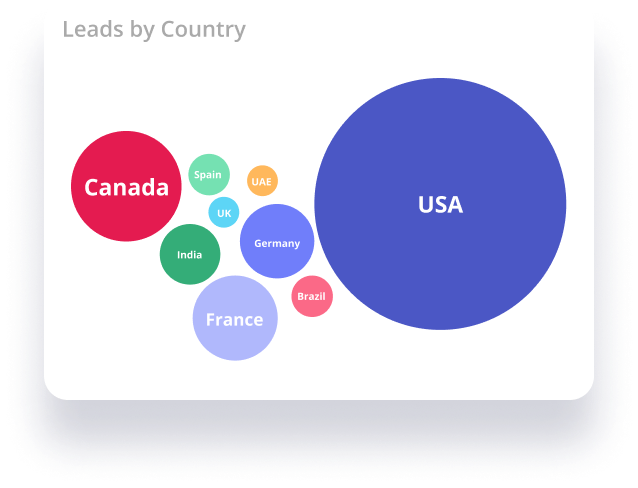 Leads by Country
Canada
Spain
UAE
UK
USA
Germany
India
Brazil
France